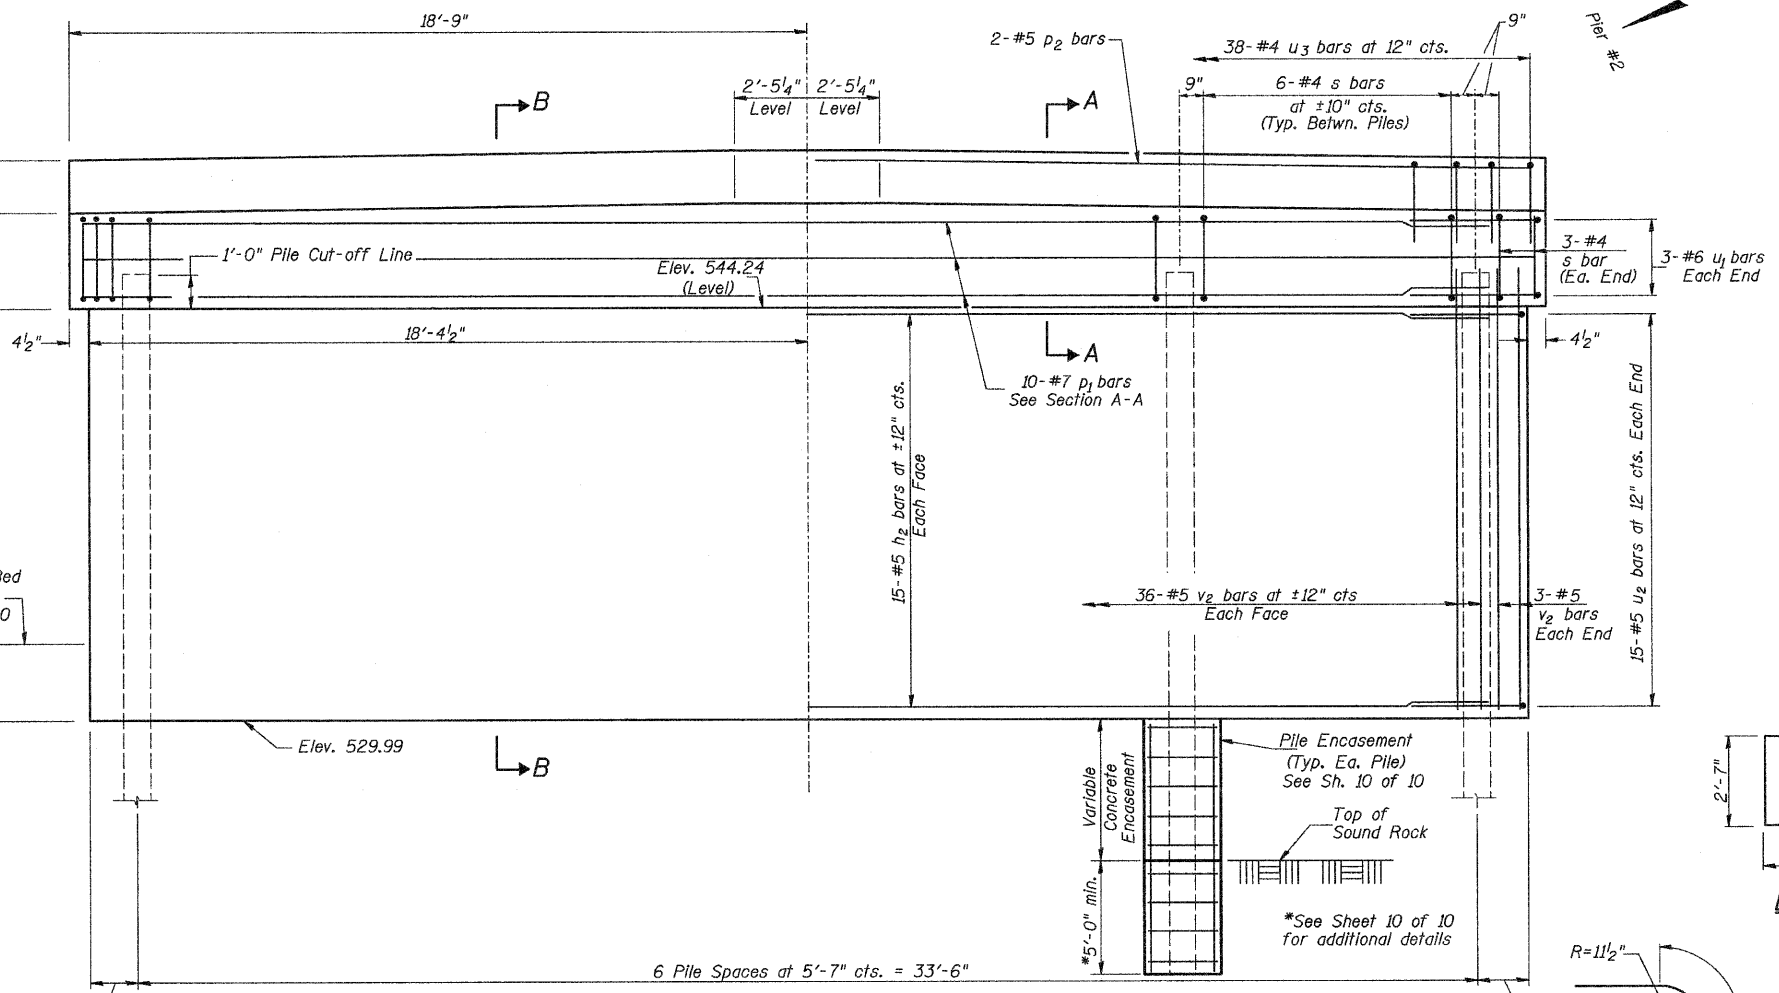 18'-9"
2-#5 p2 bars
38-#4 u3 bars at 12" cts.
9"
Pier #2
2'-5¼" 2'-5¼"
Level Level
B
A
9"
6-#4 s bars
at ±10" cts.
(Typ. Betwn. Piles)
1'-0" Pile Cut-off Line
Elev. 544.24
(Level)
3-#4
s bar
(Ea. End)
3-#6 u1 bars
Each End
4½"
18'-4½"
A
4½"
10-#7 p1 bars
See Section A-A
15-#5 h2 bars at ±12" cts.
Each Face
15-#5 u2 bars at 12" cts. Each End
Bed
0
36-#5 v2 bars at ±12" cts
Each Face
3-#5
v2 bars
Each End
Elev. 529.99
B
Variable
Concrete
Encasement
Pile Encasement
(Typ. Ea. Pile)
See Sh. 10 of 10
Top of
Sound Rock
2'-7"
*5'-0" min.
*See Sheet 10 of 10
for additional details
6 Pile Spaces at 5'-7" cts. = 33'-6"
R=11½"